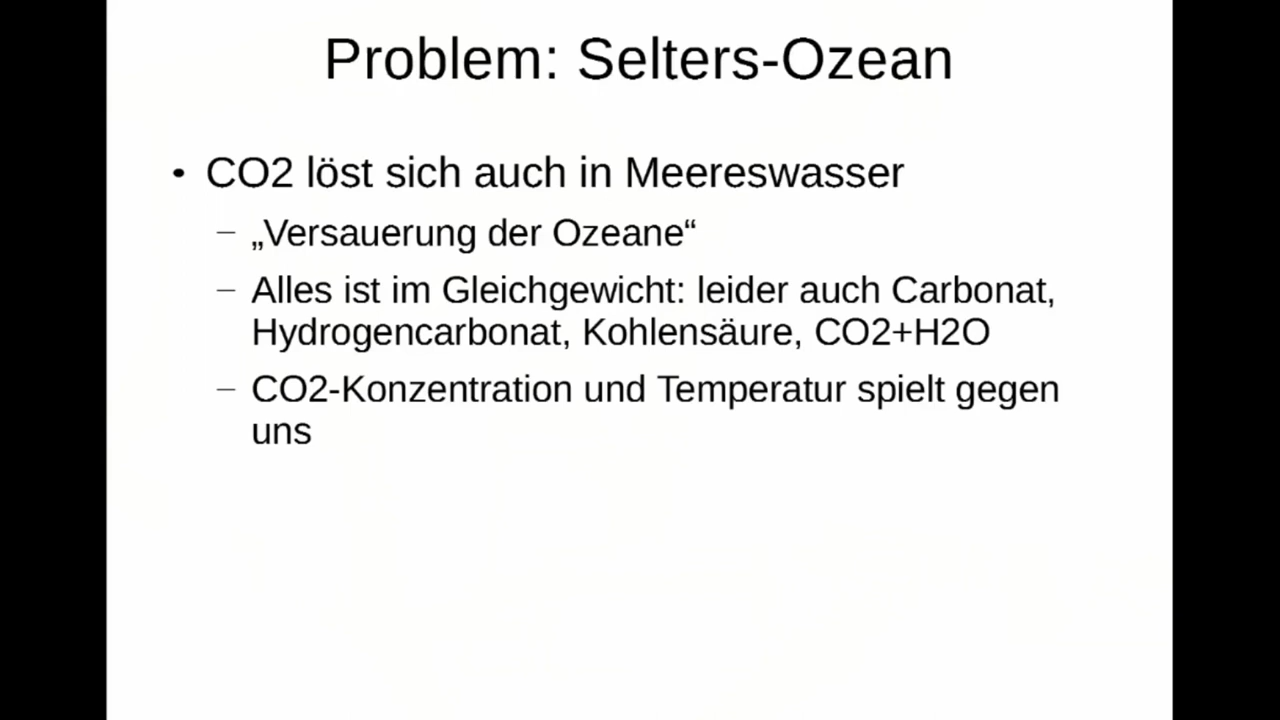 Problem: Selters-Ozean
• CO2 löst sich auch in Meereswasser
– „Versauerung der Ozeane“
– Alles ist im Gleichgewicht: leider auch Carbonat,
Hydrogencarbonat, Kohlensäure, CO2+H2O
– CO2-Konzentration und Temperatur spielt gegen
uns